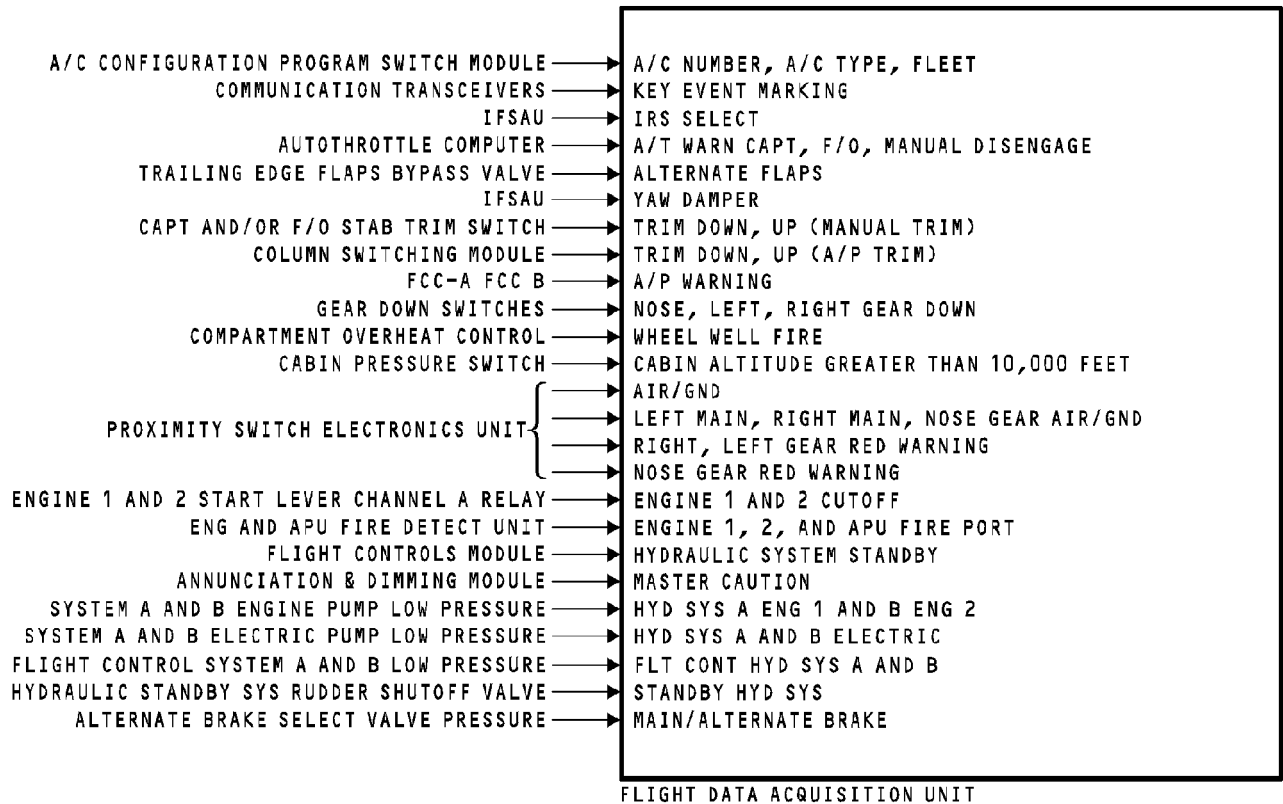 A/C CONFIGURATION PROGRAM SWITCH MODULE A/C NUMBER, A/C TYPE, FLEET
COMMUNICATION TRANSCEIVERS KEY EVENT MARKING
IFSAU IRS SELECT
AUTOTHROTTLE COMPUTER A/T WARN CAPT, F/O, MANUAL DISENGAGE
TRAILING EDGE FLAPS BYPASS VALVE ALTERNATE FLAPS
IFSAU YAW DAMPER
CAPT AND/OR F/O STAB TRIM SWITCH TRIM DOWN, UP (MANUAL TRIM)
COLUMN SWITCHING MODULE TRIM DOWN, UP (A/P TRIM)
FCC-A FCC B A/P WARNING
GEAR DOWN SWITCHES NOSE, LEFT, RIGHT GEAR DOWN
COMPARTMENT OVERHEAT CONTROL WHEEL WELL FIRE
CABIN PRESSURE SWITCH CABIN ALTITUDE GREATER THAN 10,000 FEET
AIR/GND
LEFT MAIN, RIGHT MAIN, NOSE GEAR AIR/GND
PROXIMITY SWITCH ELECTRONICS UNIT
RIGHT, LEFT GEAR RED WARNING
NOSE GEAR RED WARNING
ENGINE 1 AND 2 START LEVER CHANNEL A RELAY ENGINE 1 AND 2 CUTOFF
ENG AND APU FIRE DETECT UNIT ENGINE 1, 2, AND APU FIRE PORT
FLIGHT CONTROLS MODULE HYDRAULIC SYSTEM STANDBY
ANNUNCIATION & DIMMING MODULE MASTER CAUTION
SYSTEM A AND B ENGINE PUMP LOW PRESSURE HYD SYS A ENG 1 AND B ENG 2
SYSTEM A AND B ELECTRIC PUMP LOW PRESSURE HYD SYS A AND B ELECTRIC
FLIGHT CONTROL SYSTEM A AND B LOW PRESSURE FLT CONT HYD SYS A AND B
HYDRAULIC STANDBY SYS RUDDER SHUTOFF VALVE STANDBY HYD SYS
ALTERNATE BRAKE SELECT VALVE PRESSURE MAIN/ALTERNATE BRAKE
FLIGHT DATA ACQUISITION UNIT